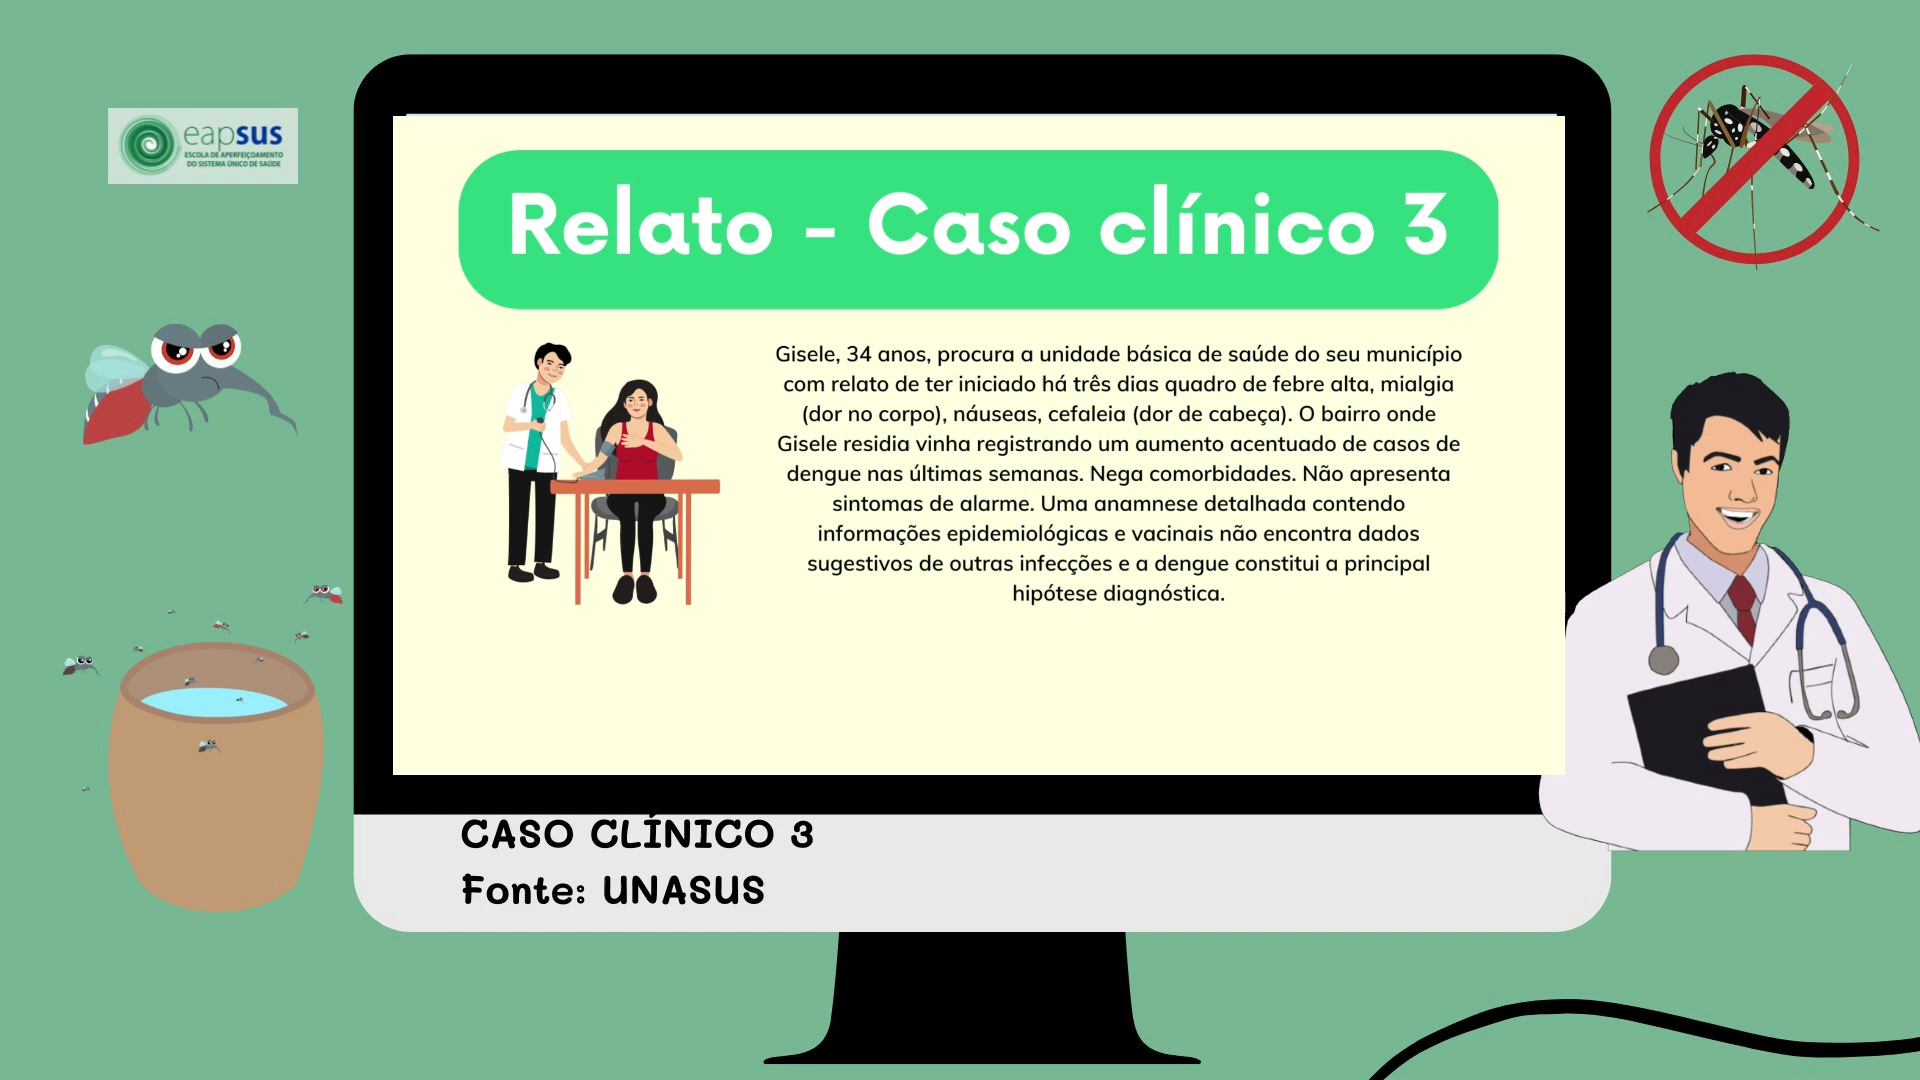 eapsus
ESCOLA DE APERFEIÇOAMENTO
DO SISTEMA ÚNICO DE SAÚDE
Relato - Caso clínico 3
Gisele, 34 anos, procura a unidade básica de saúde do seu município
com relato de ter iniciado há três dias quadro de febre alta, mialgia
(dor no corpo), náuseas, cefaleia (dor de cabeça). O bairro onde
Gisele residia vinha registrando um aumento acentuado de casos de
dengue nas últimas semanas. Nega comorbidades. Não apresenta
sintomas de alarme. Uma anamnese detalhada contendo
informações epidemiológicas e vacinais não encontra dados
sugestivos de outras infecções e a dengue constitui a principal
hipótese diagnóstica.
CASO CLÍNICO 3
Fonte: UNASUS